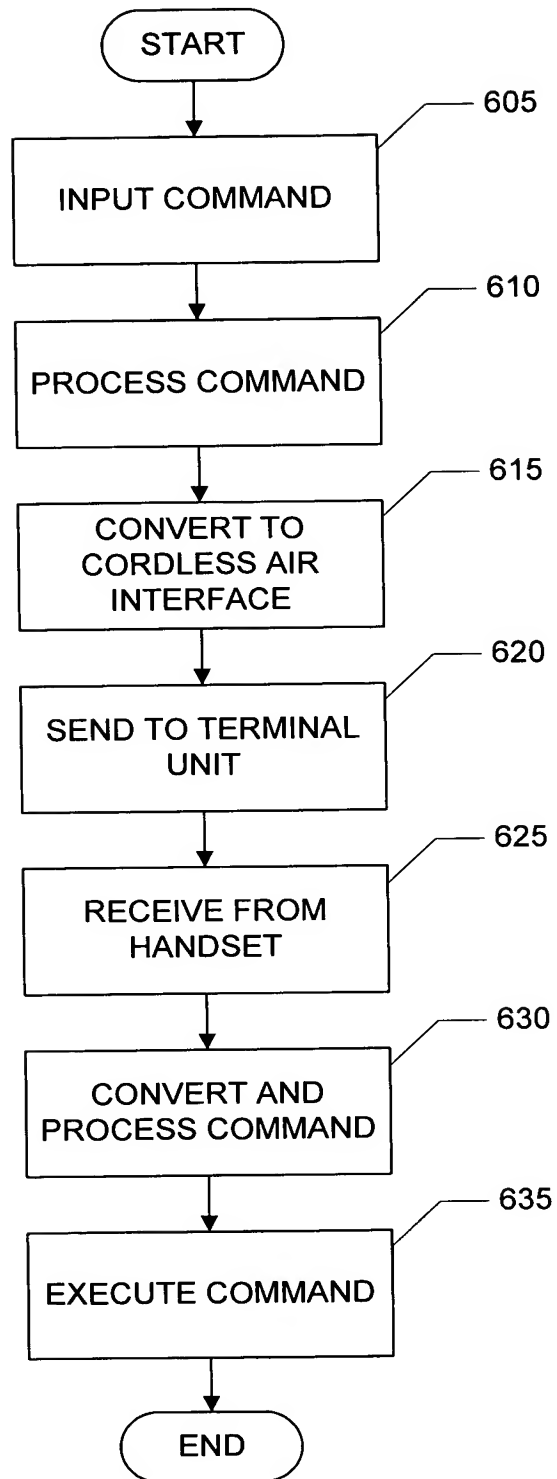 START
605
INPUT COMMAND
610
PROCESS COMMAND
615
CONVERT TO
CORDLESS AIR
INTERFACE
620
SEND TO TERMINAL
UNIT
625
RECEIVE FROM
HANDSET
630
CONVERT AND
PROCESS COMMAND
635
EXECUTE COMMAND
END